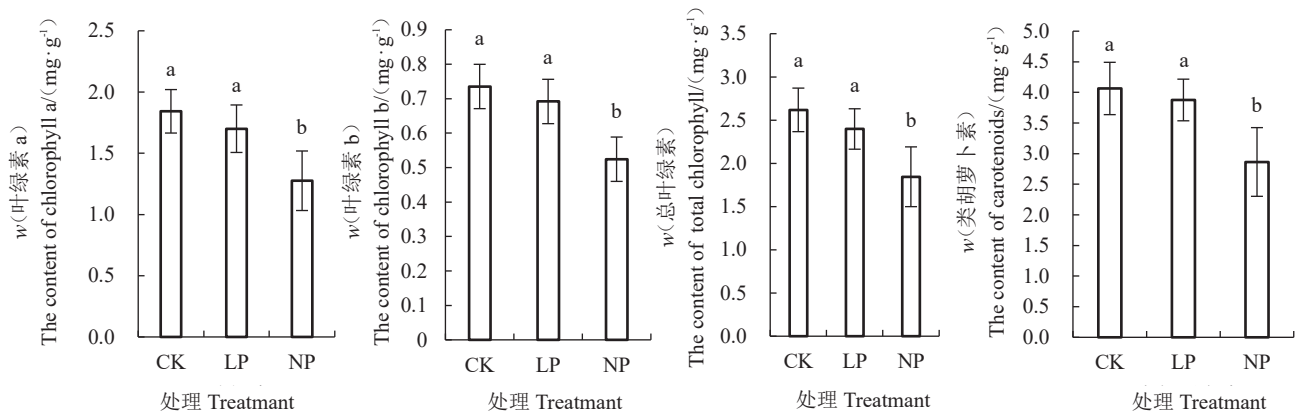 w(叶绿素 a)
The content of chlorophyll a/(mg·g⁻¹)
2.5
2.0
1.5
1.0
0.5
0.0
a
a
b
CK
LP
NP
处理 Treatmant
w(叶绿素 b)
The content of chlorophyll b/(mg·g⁻¹)
0.9
0.8
0.7
0.6
0.5
0.4
0.3
0.2
0.1
0
a
a
b
CK
LP
NP
处理 Treatmant
w(总叶绿素)
The content of total chlorophyll/(mg·g⁻¹)
3.5
3.0
2.5
2.0
1.5
1.0
0.5
0.0
a
a
b
CK
LP
NP
处理 Treatmant
w(类胡萝卜素)
The content of carotenoids/(mg·g⁻¹)
5.0
4.5
4.0
3.5
3.0
2.5
2.0
1.5
1.0
0.5
0.0
a
a
b
CK
LP
NP
处理 Treatmant